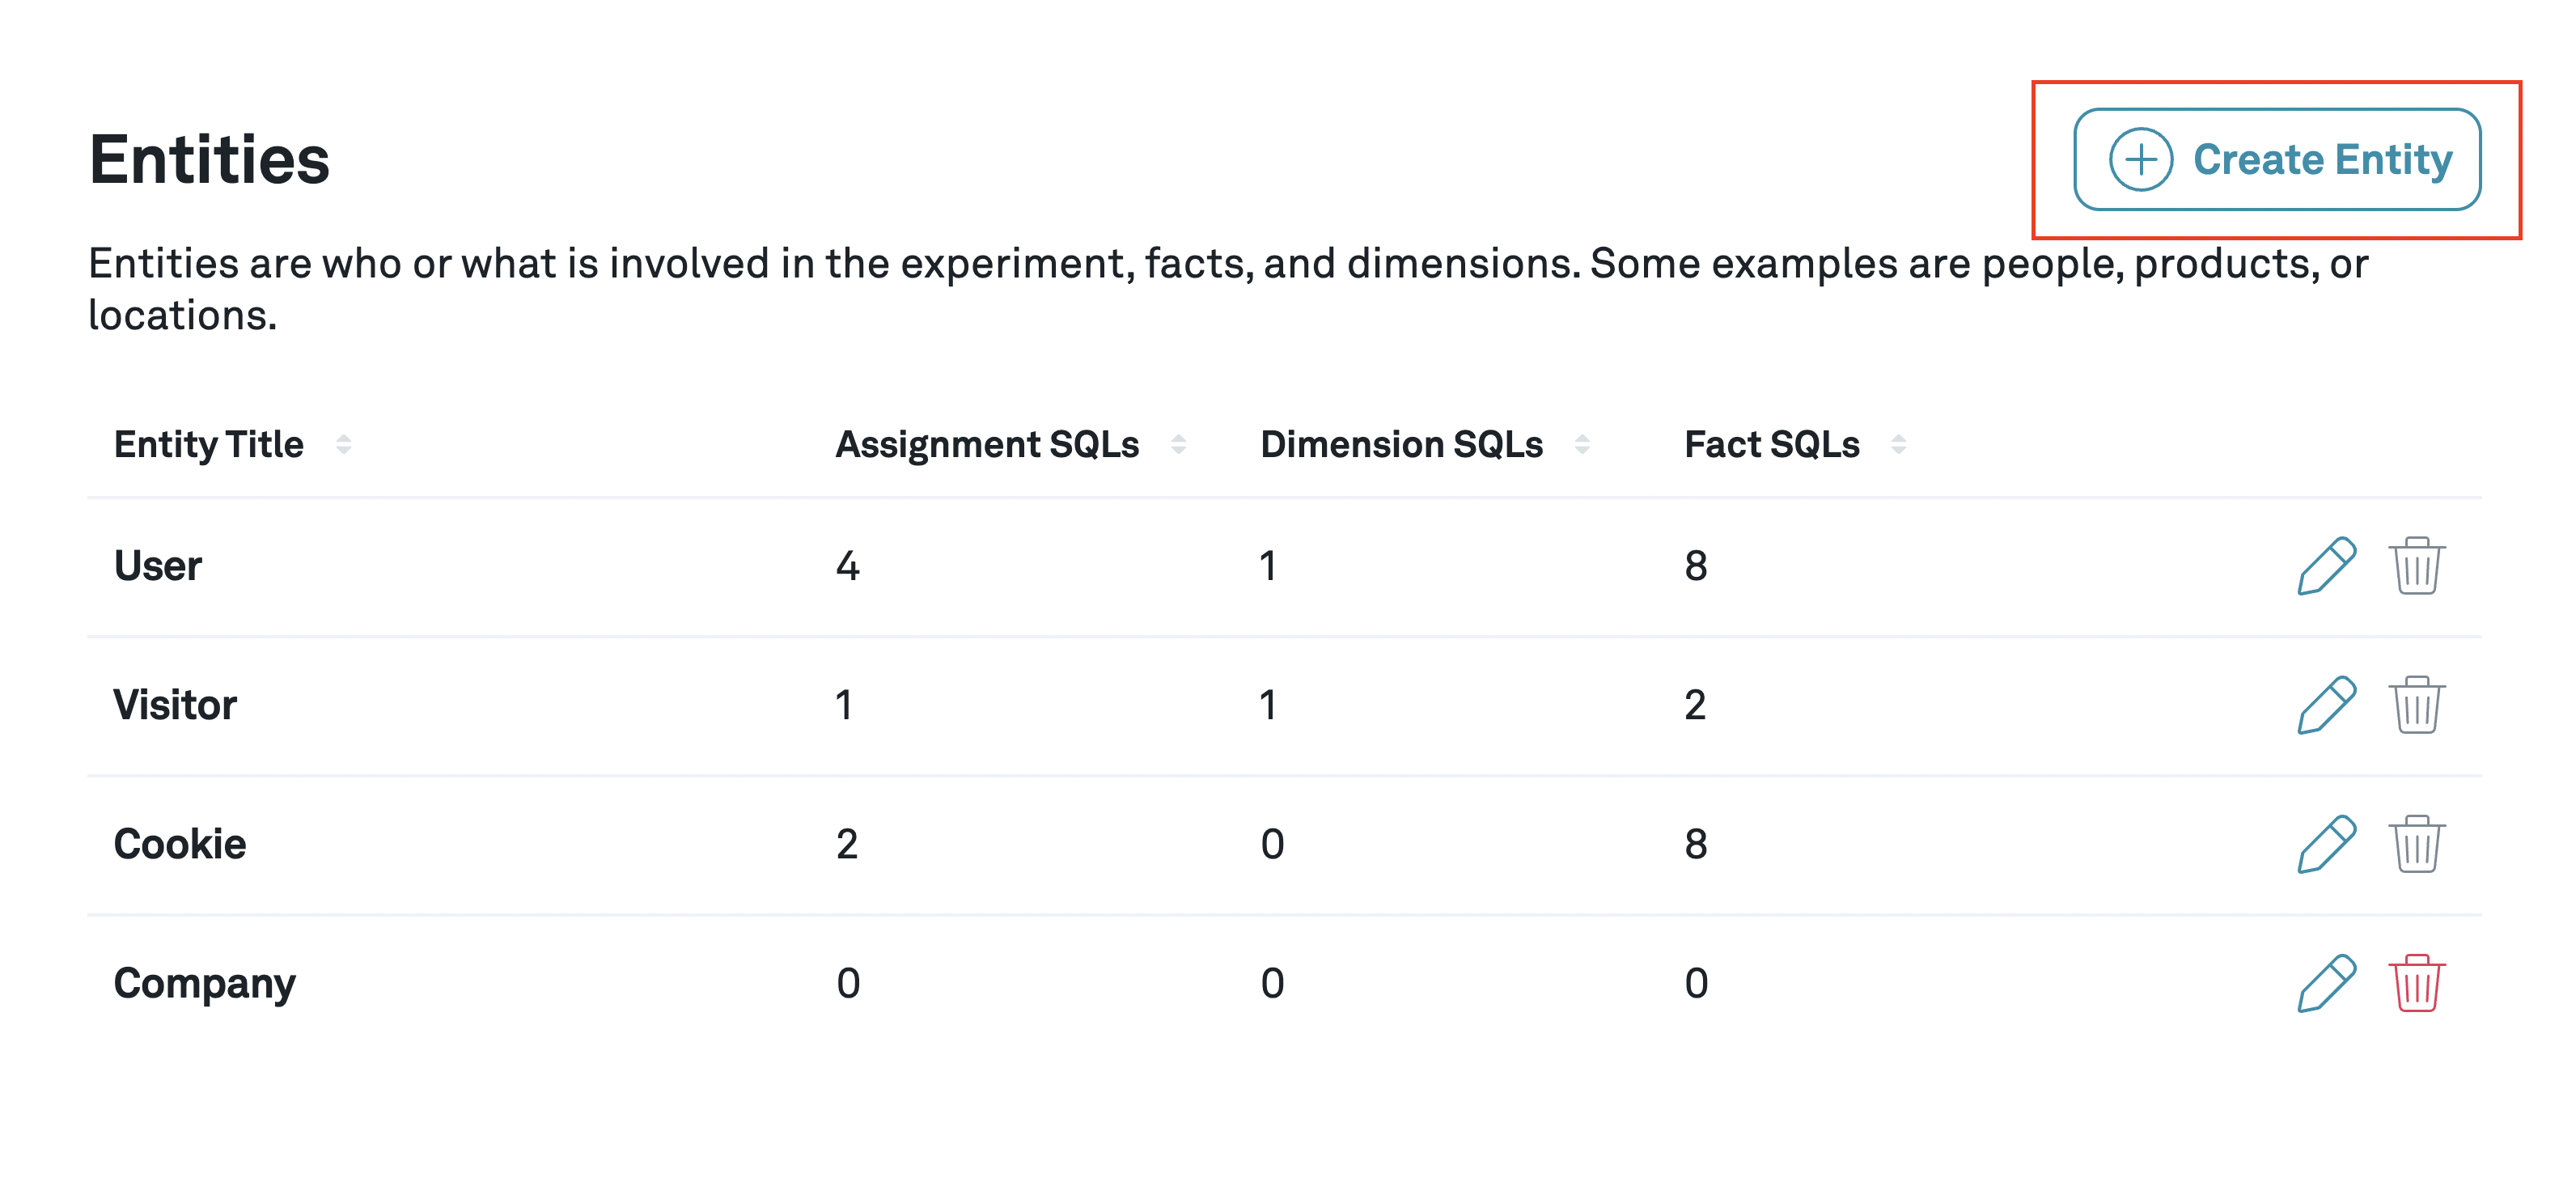 Entities
Create Entity
Entities are who or what is involved in the experiment, facts, and dimensions. Some examples are people, products, or
locations.
Entity Title Assignment SQLs Dimension SQLs Fact SQLs
User 4 1 8
Visitor 1 1 2
Cookie 2 0 8
Company 0 0 0